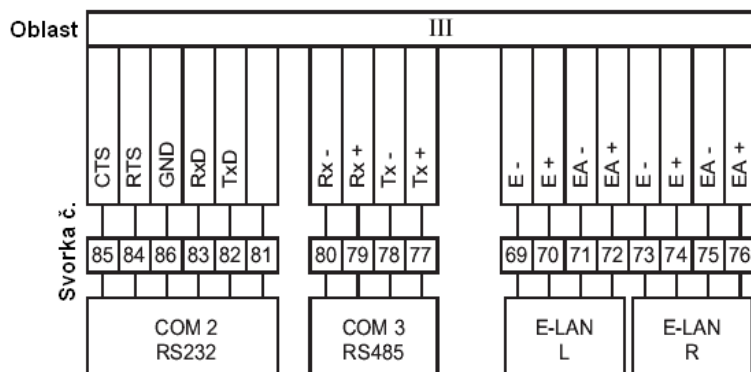 Oblast III
CTS RTS GND RxD TxD Rx - Rx + Tx - Tx + E - E + EA - EA + E - E + EA - EA +
Svorka č. 85 84 86 83 82 81 80 79 78 77 69 70 71 72 73 74 75 76
COM 2 COM 3 E-LAN E-LAN
RS232 RS485 L R